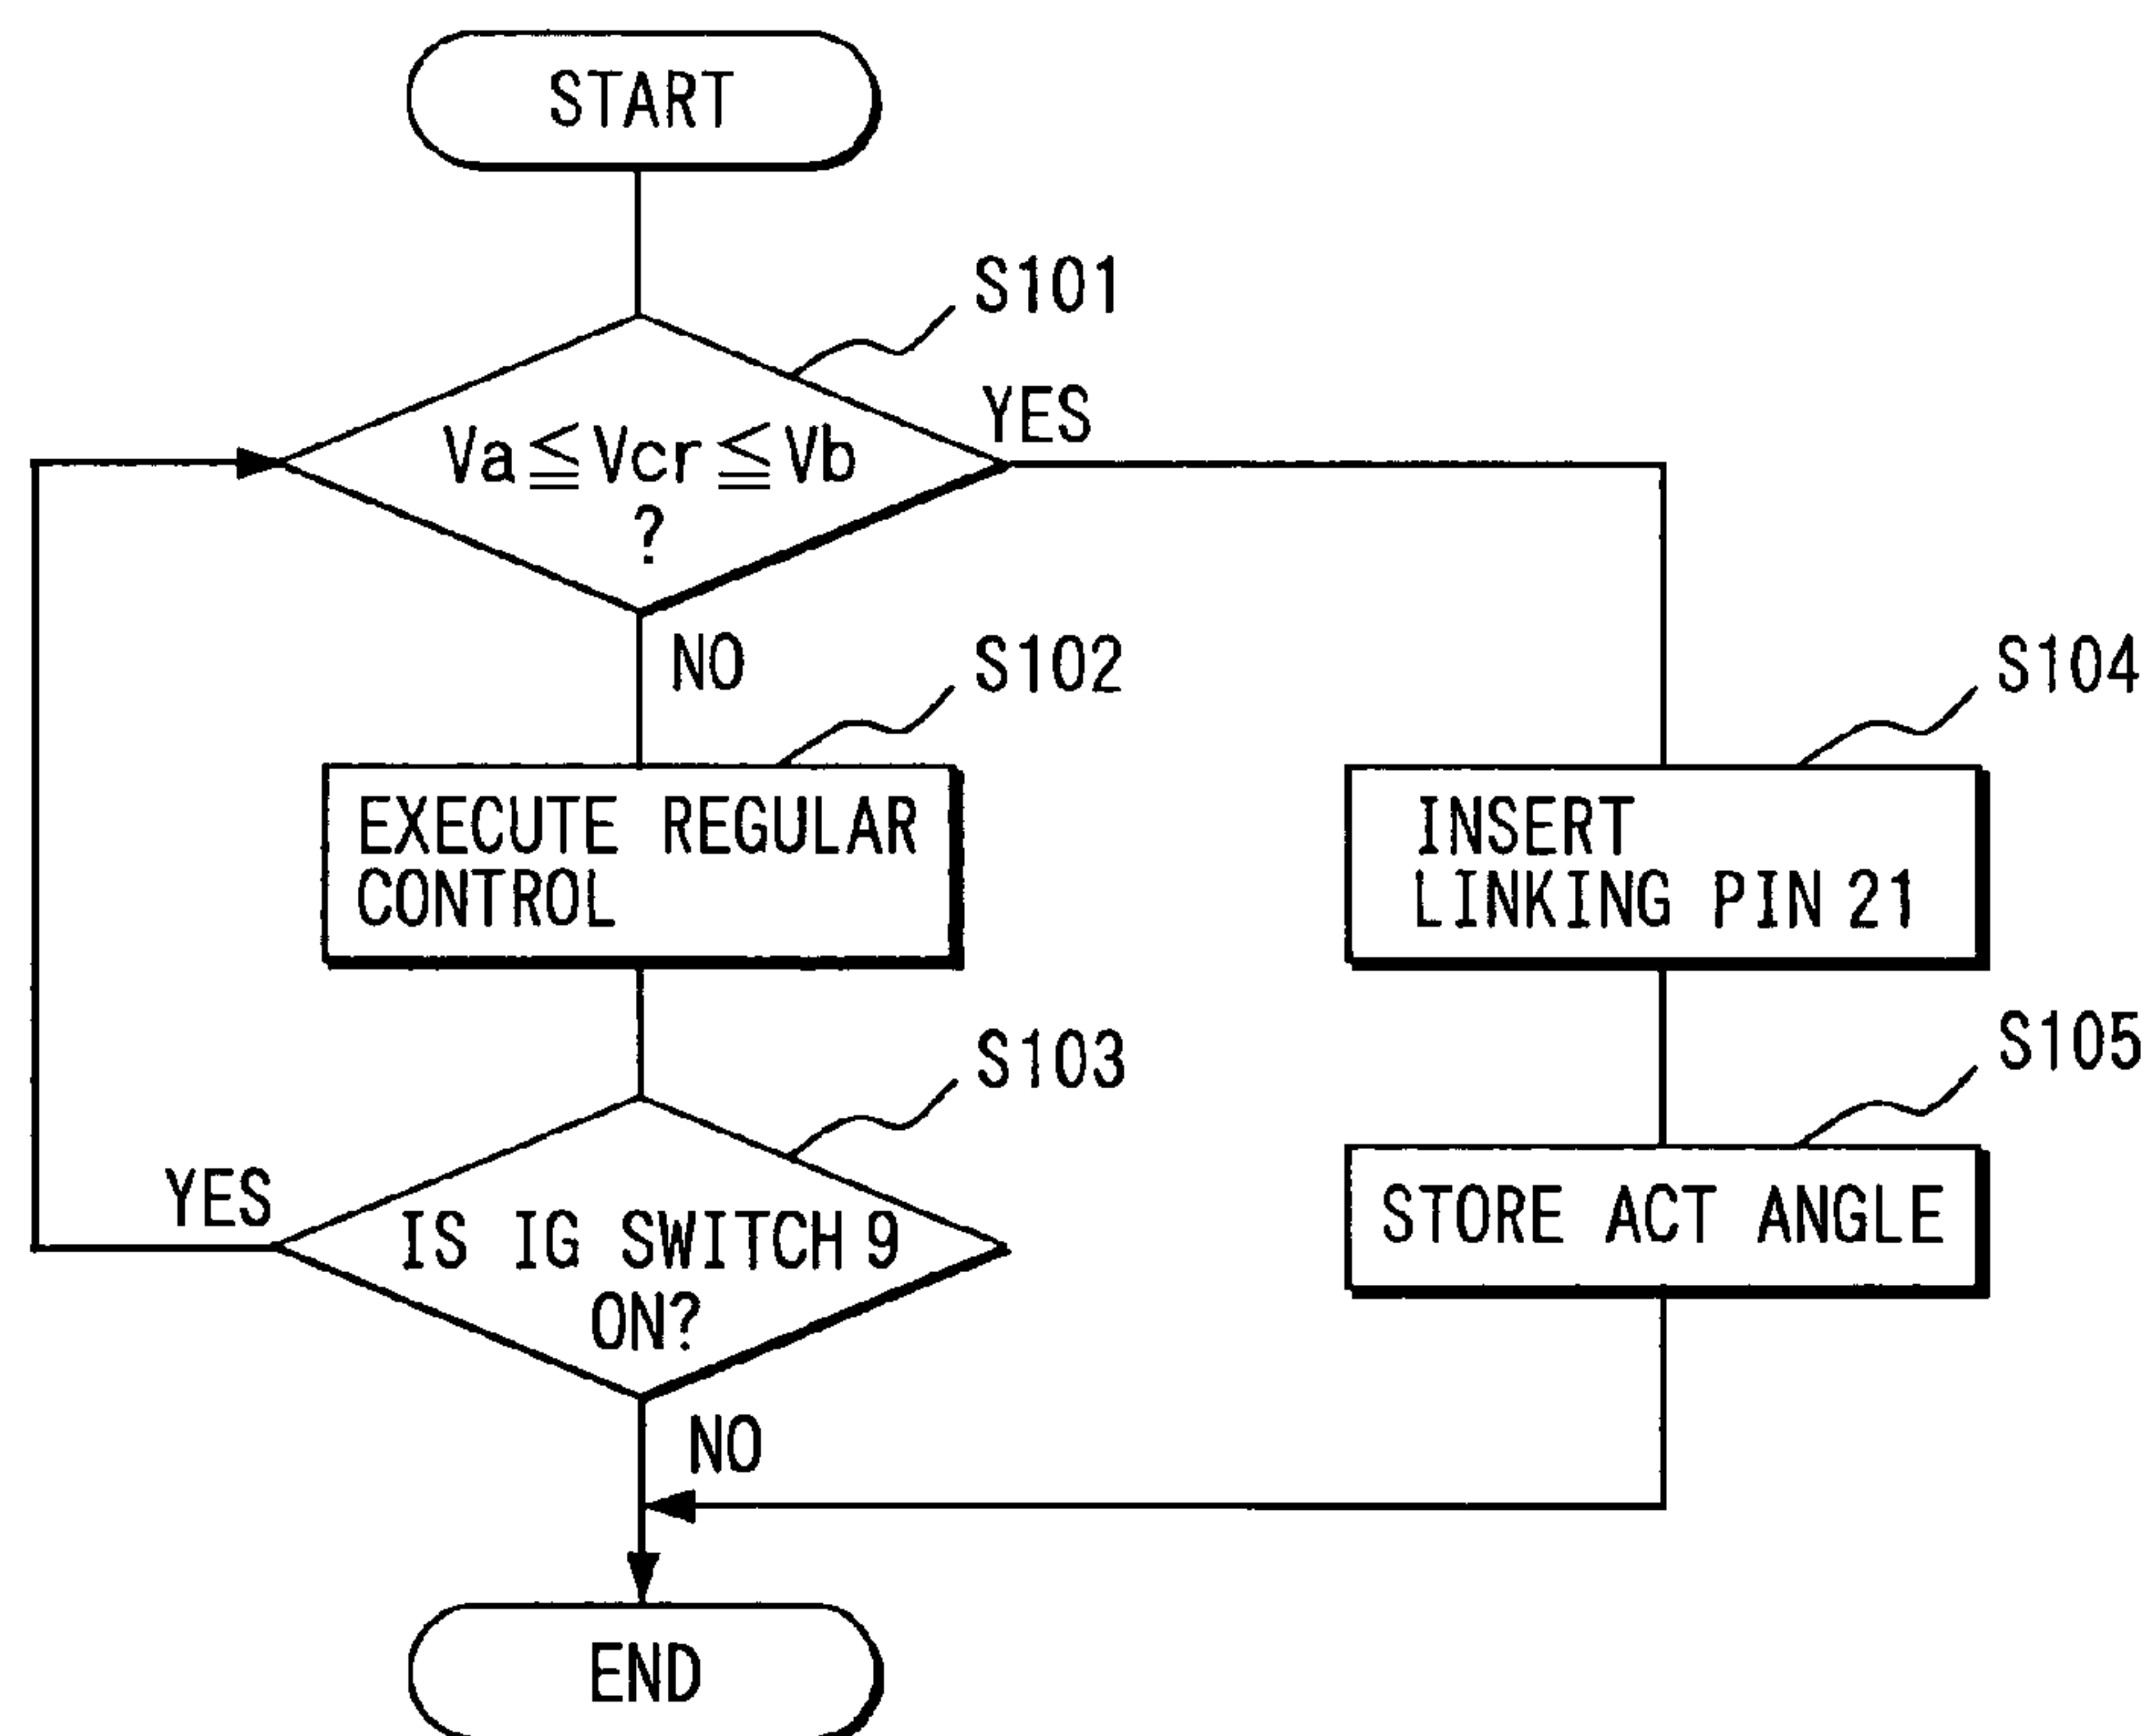 START
S101
Va≦Vcr≦Vb
?
YES
NO
S102
EXECUTE REGULAR
CONTROL
S104
INSERT
LINKING PIN 21
S103
IS IG SWITCH 9
ON?
YES
NO
S105
STORE ACT ANGLE
END